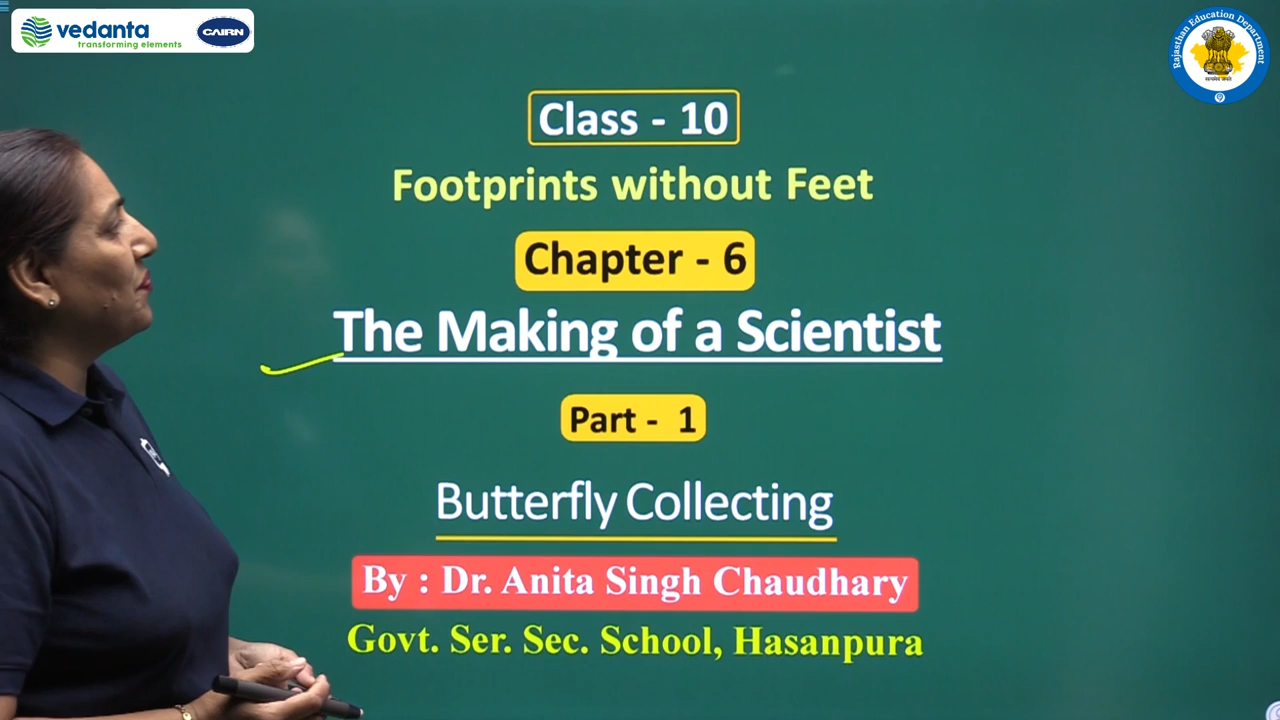 vedanta
transforming elements
CAIRN
Rajasthan Education Department
Class - 10
Footprints without Feet
Chapter - 6
The Making of a Scientist
Part - 1
Butterfly Collecting
By : Dr. Anita Singh Chaudhary
Govt. Ser. Sec. School, Hasanpura